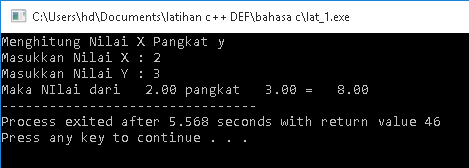 C:\Users\hd\Documents\latihan c++ DEF\bahasa c\lat_1.exe
Menghitung Nilai X Pangkat y
Masukkan Nilai X : 2
Masukkan Nilai Y : 3
Maka NIlai dari   2.00 pangkat   3.00 =   8.00
--------------------------------
Process exited after 5.568 seconds with return value 46
Press any key to continue . . .